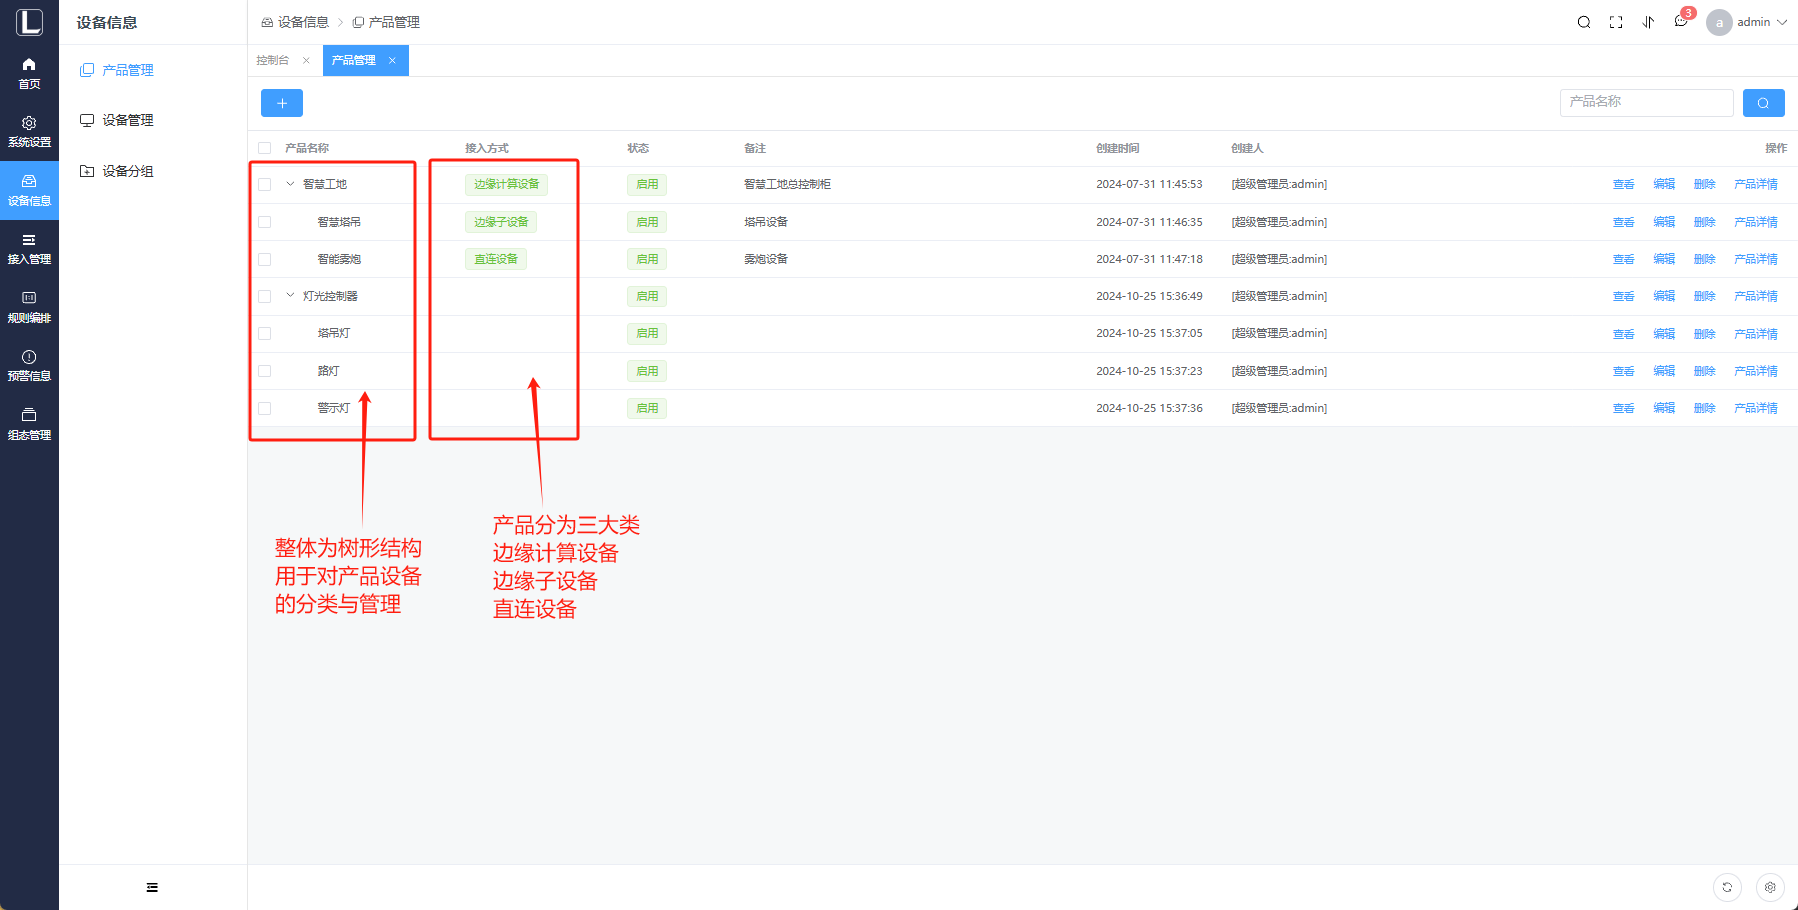 设备信息
设备信息 产品管理
3
a admin
首页
系统设置
设备信息
接入管理
规则编排
预警信息
组态管理
产品管理
设备管理
设备分组
控制台 产品管理
产品名称
产品名称 接入方式 状态 备注 创建时间 创建人 操作
智慧工地 边缘计算设备 启用 智慧工地总控制柜 2024-07-31 11:45:53 [超级管理员:admin] 查看 编辑 删除 产品详情
智慧塔吊 边缘子设备 启用 塔吊设备 2024-07-31 11:46:35 [超级管理员:admin] 查看 编辑 删除 产品详情
智能雾炮 直连设备 启用 雾炮设备 2024-07-31 11:47:18 [超级管理员:admin] 查看 编辑 删除 产品详情
灯光控制器 启用 2024-10-25 15:36:49 [超级管理员:admin] 查看 编辑 删除 产品详情
塔吊灯 启用 2024-10-25 15:37:05 [超级管理员:admin] 查看 编辑 删除 产品详情
路灯 启用 2024-10-25 15:37:23 [超级管理员:admin] 查看 编辑 删除 产品详情
警示灯 启用 2024-10-25 15:37:36 [超级管理员:admin] 查看 编辑 删除 产品详情
整体为树形结构
用于对产品设备
的分类与管理
产品分为三大类
边缘计算设备
边缘子设备
直连设备